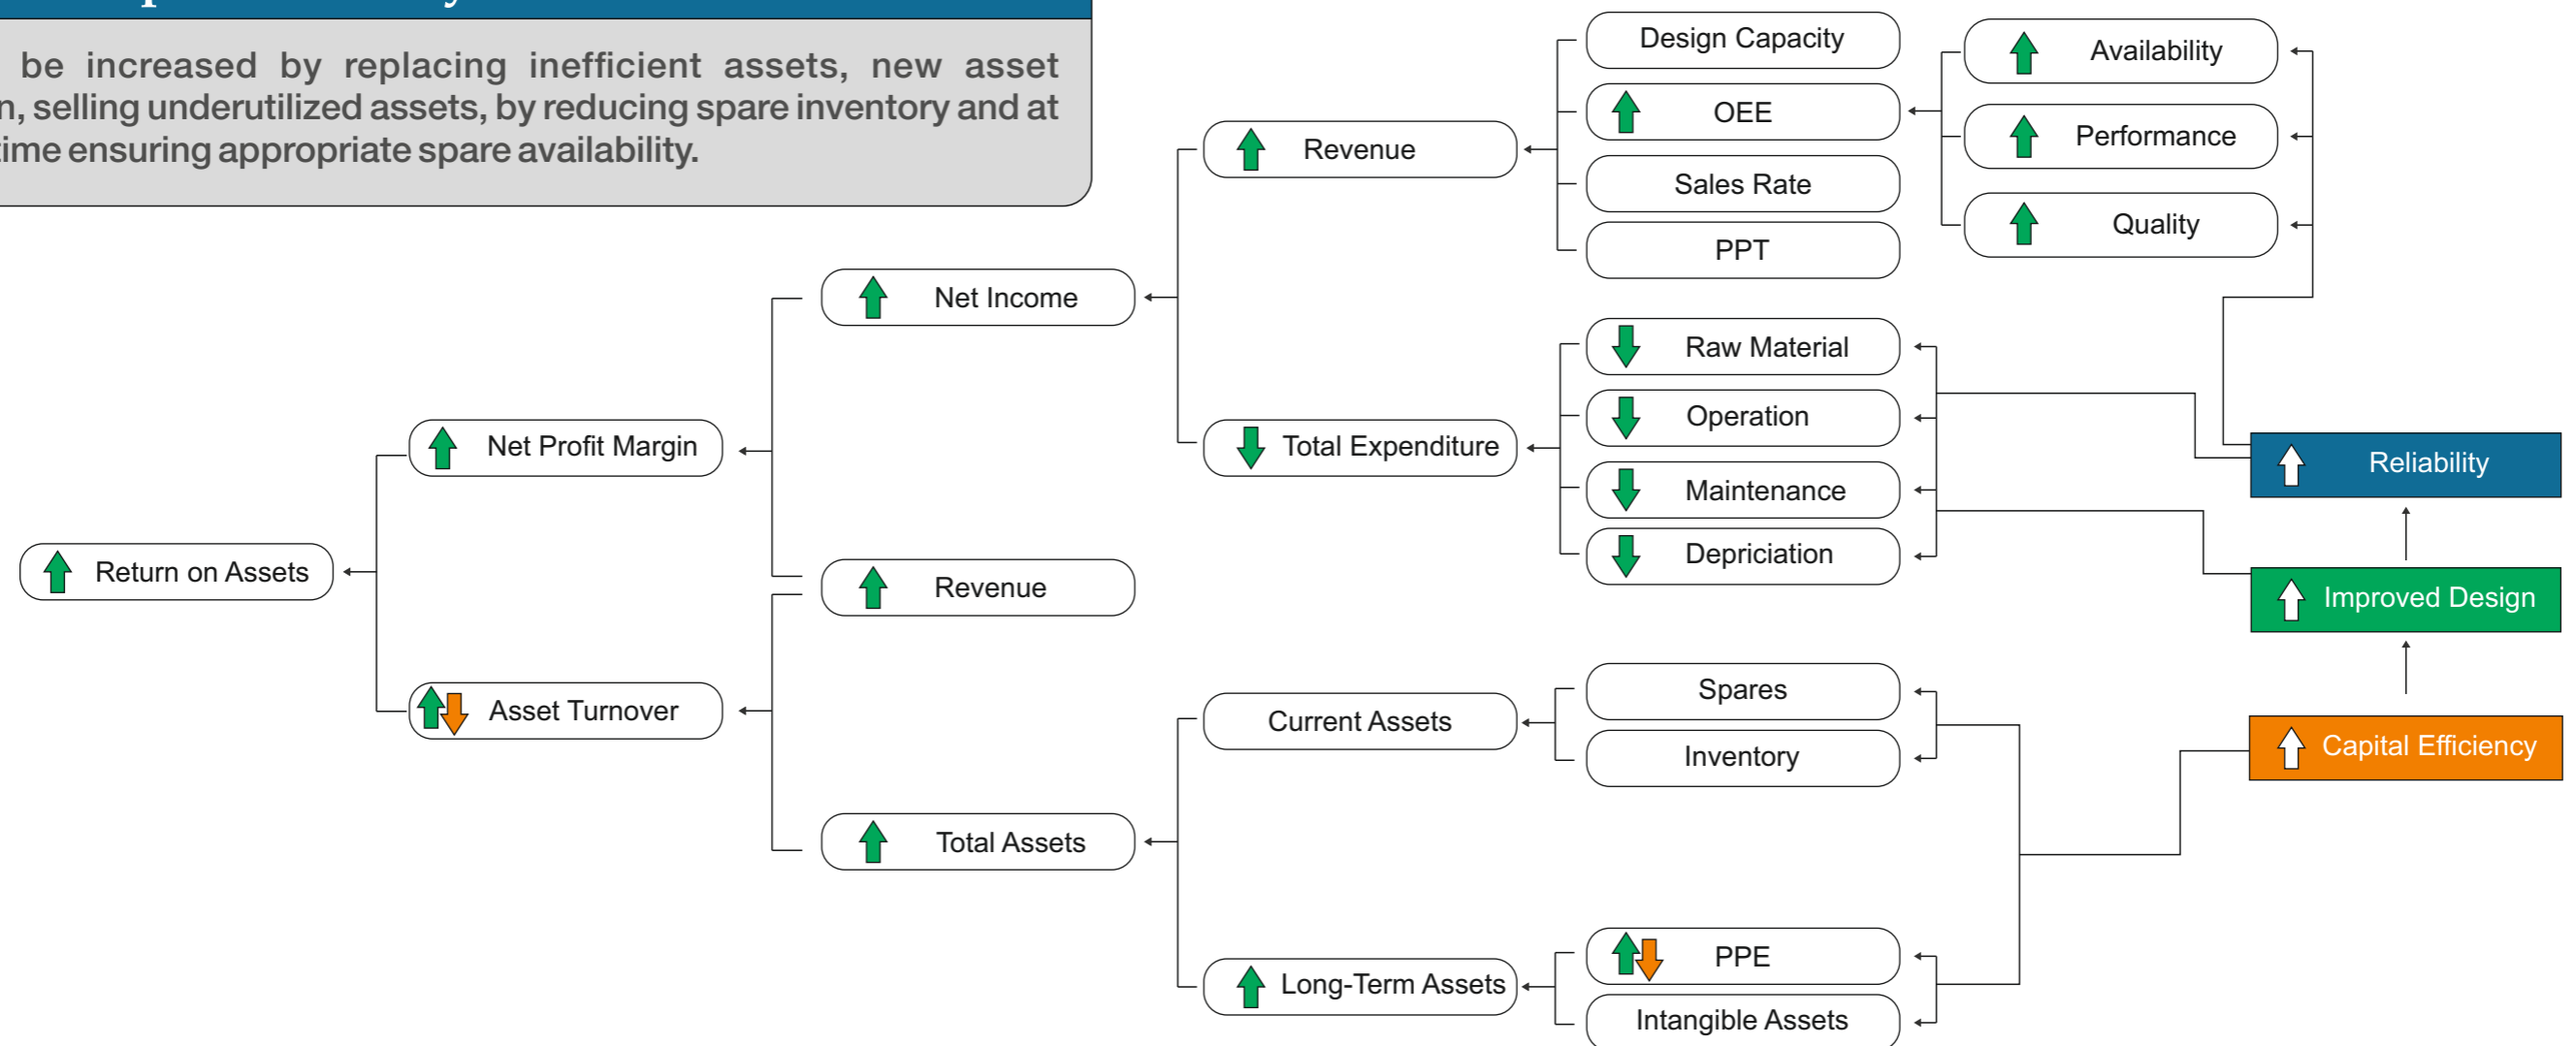 be increased by replacing inefficient assets, new asset
selling underutilized assets, by reducing spare inventory and at
time ensuring appropriate spare availability.
Design Capacity
OEE
Sales Rate
PPT
Availability
Performance
Quality
Revenue
Net Income
Total Expenditure
Raw Material
Operation
Maintenance
Depriciation
Net Profit Margin
Return on Assets
Revenue
Asset Turnover
Total Assets
Current Assets
Spares
Inventory
Long-Term Assets
PPE
Intangible Assets
Reliability
Improved Design
Capital Efficiency